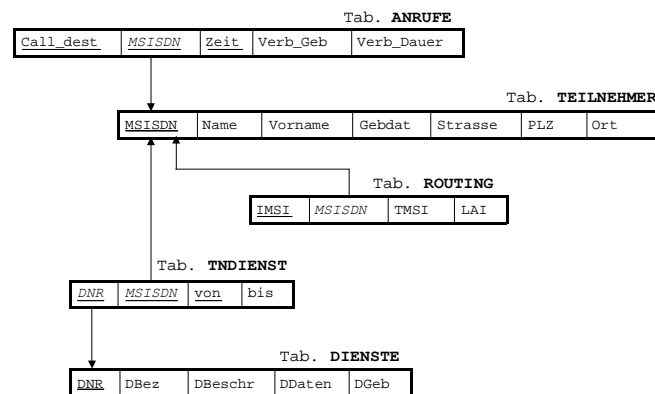 Tab. ANRUFE
Call_dest MSISDN Zeit Verb_Geb Verb_Dauer
Tab. TEILNEHMER
MSISDN Name Vorname Gebdat Strasse PLZ Ort
Tab. ROUTING
IMSI MSISDN TMSI LAI
Tab. TNDIENST
DNR MSISDN von bis
Tab. DIENSTE
DNR DBez DBeschr DDaten DGeb